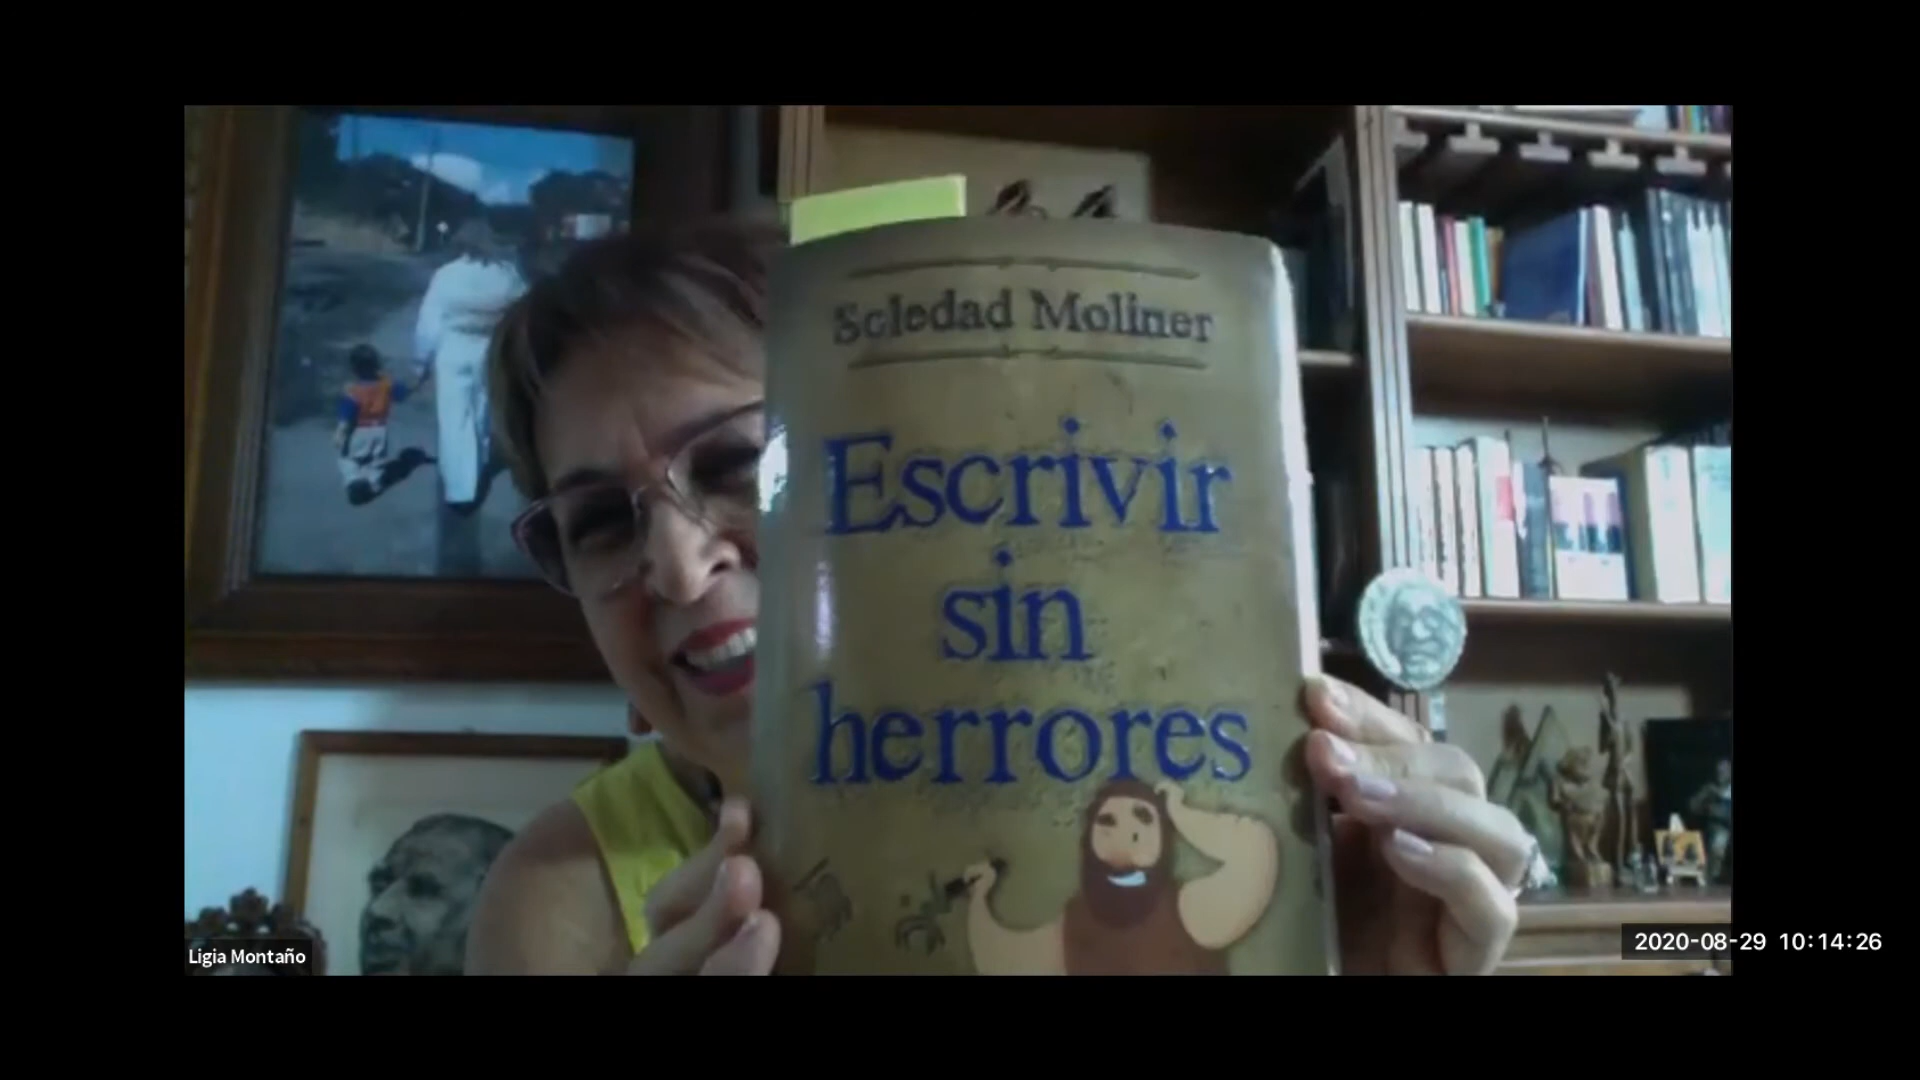 Soledad Moliner
Escrivir
sin
herrores
Ligia Montaño
2020-08-29 10:14:26